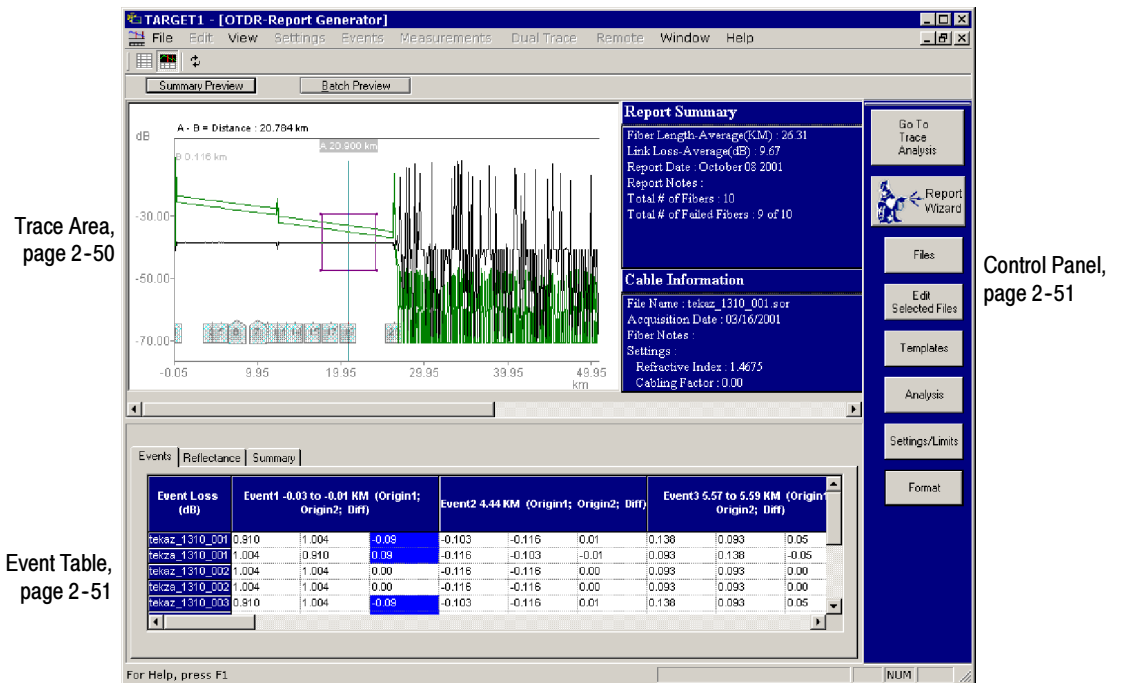 TARGET1 - [OTDR-Report Generator]
File Edit View Settings Events Measurements Dual Trace Remote Window Help
Summary Preview Batch Preview
A - B = Distance : 20.784 km
dB
A 20.900 km
B 0.116 km
-30.00
-50.00
-70.00
-0.05 9.95 19.95 29.95 39.95 49.95
km
Report Summary
Fiber Length-Average(KM) : 26.31
Link Loss-Average(dB) : 9.67
Report Date : October 08 2001
Report Notes :
Total # of Fibers : 10
Total # of Failed Fibers : 9 of 10
Cable Information
File Name : tekaz_1310_001.sor
Acquisition Date : 03/16/2001
Fiber Notes :
Settings :
Refractive Index : 1.4675
Cabling Factor : 0.00
Go To
Trace
Analysis
Report
Wizard
Files
Edit
Selected Files
Templates
Analysis
Settings/Limits
Format
Trace Area,
page 2-50
Control Panel,
page 2-51
Event Table,
page 2-51
Events Reflectance Summary
Event Loss
(dB)
Event1 -0.03 to -0.01 KM (Origin1;
Origin2; Diff)
Event2 4.44 KM (Origin1; Origin2; Diff)
Event3 5.57 to 5.59 KM (Origin1
Origin2; Diff)
tekaz_1310_001 0.910 1.004 -0.09 -0.103 -0.116 0.01 0.138 0.093 0.05
tekza_1310_001 1.004 0.910 0.09 -0.116 -0.103 -0.01 0.093 0.138 -0.05
tekaz_1310_002 1.004 1.004 0.00 -0.116 -0.116 0.00 0.093 0.093 0.00
tekza_1310_002 1.004 1.004 0.00 -0.116 -0.116 0.00 0.093 0.093 0.00
tekaz_1310_003 0.910 1.004 -0.09 -0.103 -0.116 0.01 0.138 0.093 0.05
For Help, press F1
NUM